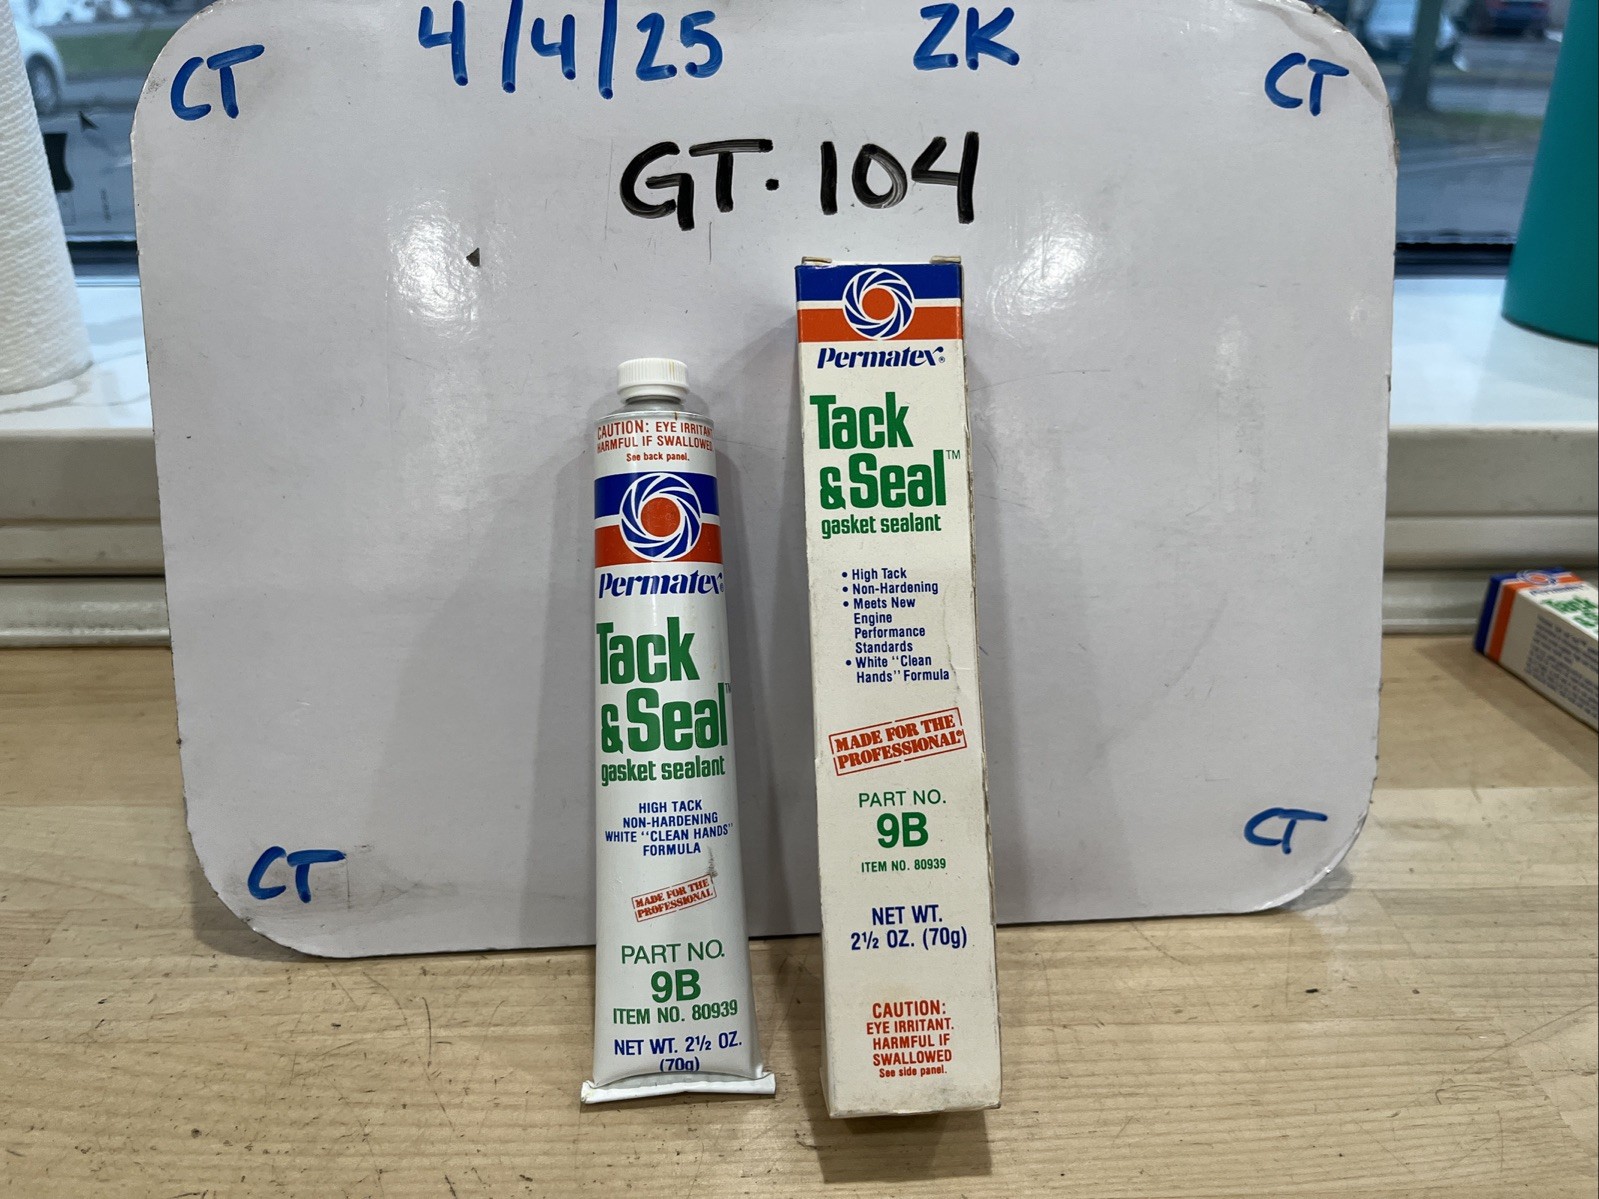 4/4/25 ZK
CT
CT
GT-104
CAUTION: EYE IRRITANT
HARMFUL IF SWALLOWED
See back panel.
Permatex®
Tack
&Seal™
gasket sealant
HIGH TACK
NON-HARDENING
WHITE "CLEAN HANDS"
FORMULA
MADE FOR THE
PROFESSIONAL
PART NO.
9B
ITEM NO. 80939
NET WT. 2½ OZ.
(70g)
Permatex®
Tack
&Seal™
gasket sealant
• High Tack
• Non-Hardening
• Meets New
Engine
Performance
Standards
• White "Clean
Hands" Formula
MADE FOR THE
PROFESSIONAL®
PART NO.
9B
ITEM NO. 80939
NET WT.
2½ OZ. (70g)
CAUTION:
EYE IRRITANT.
HARMFUL IF
SWALLOWED
See side panel.
CT
CT